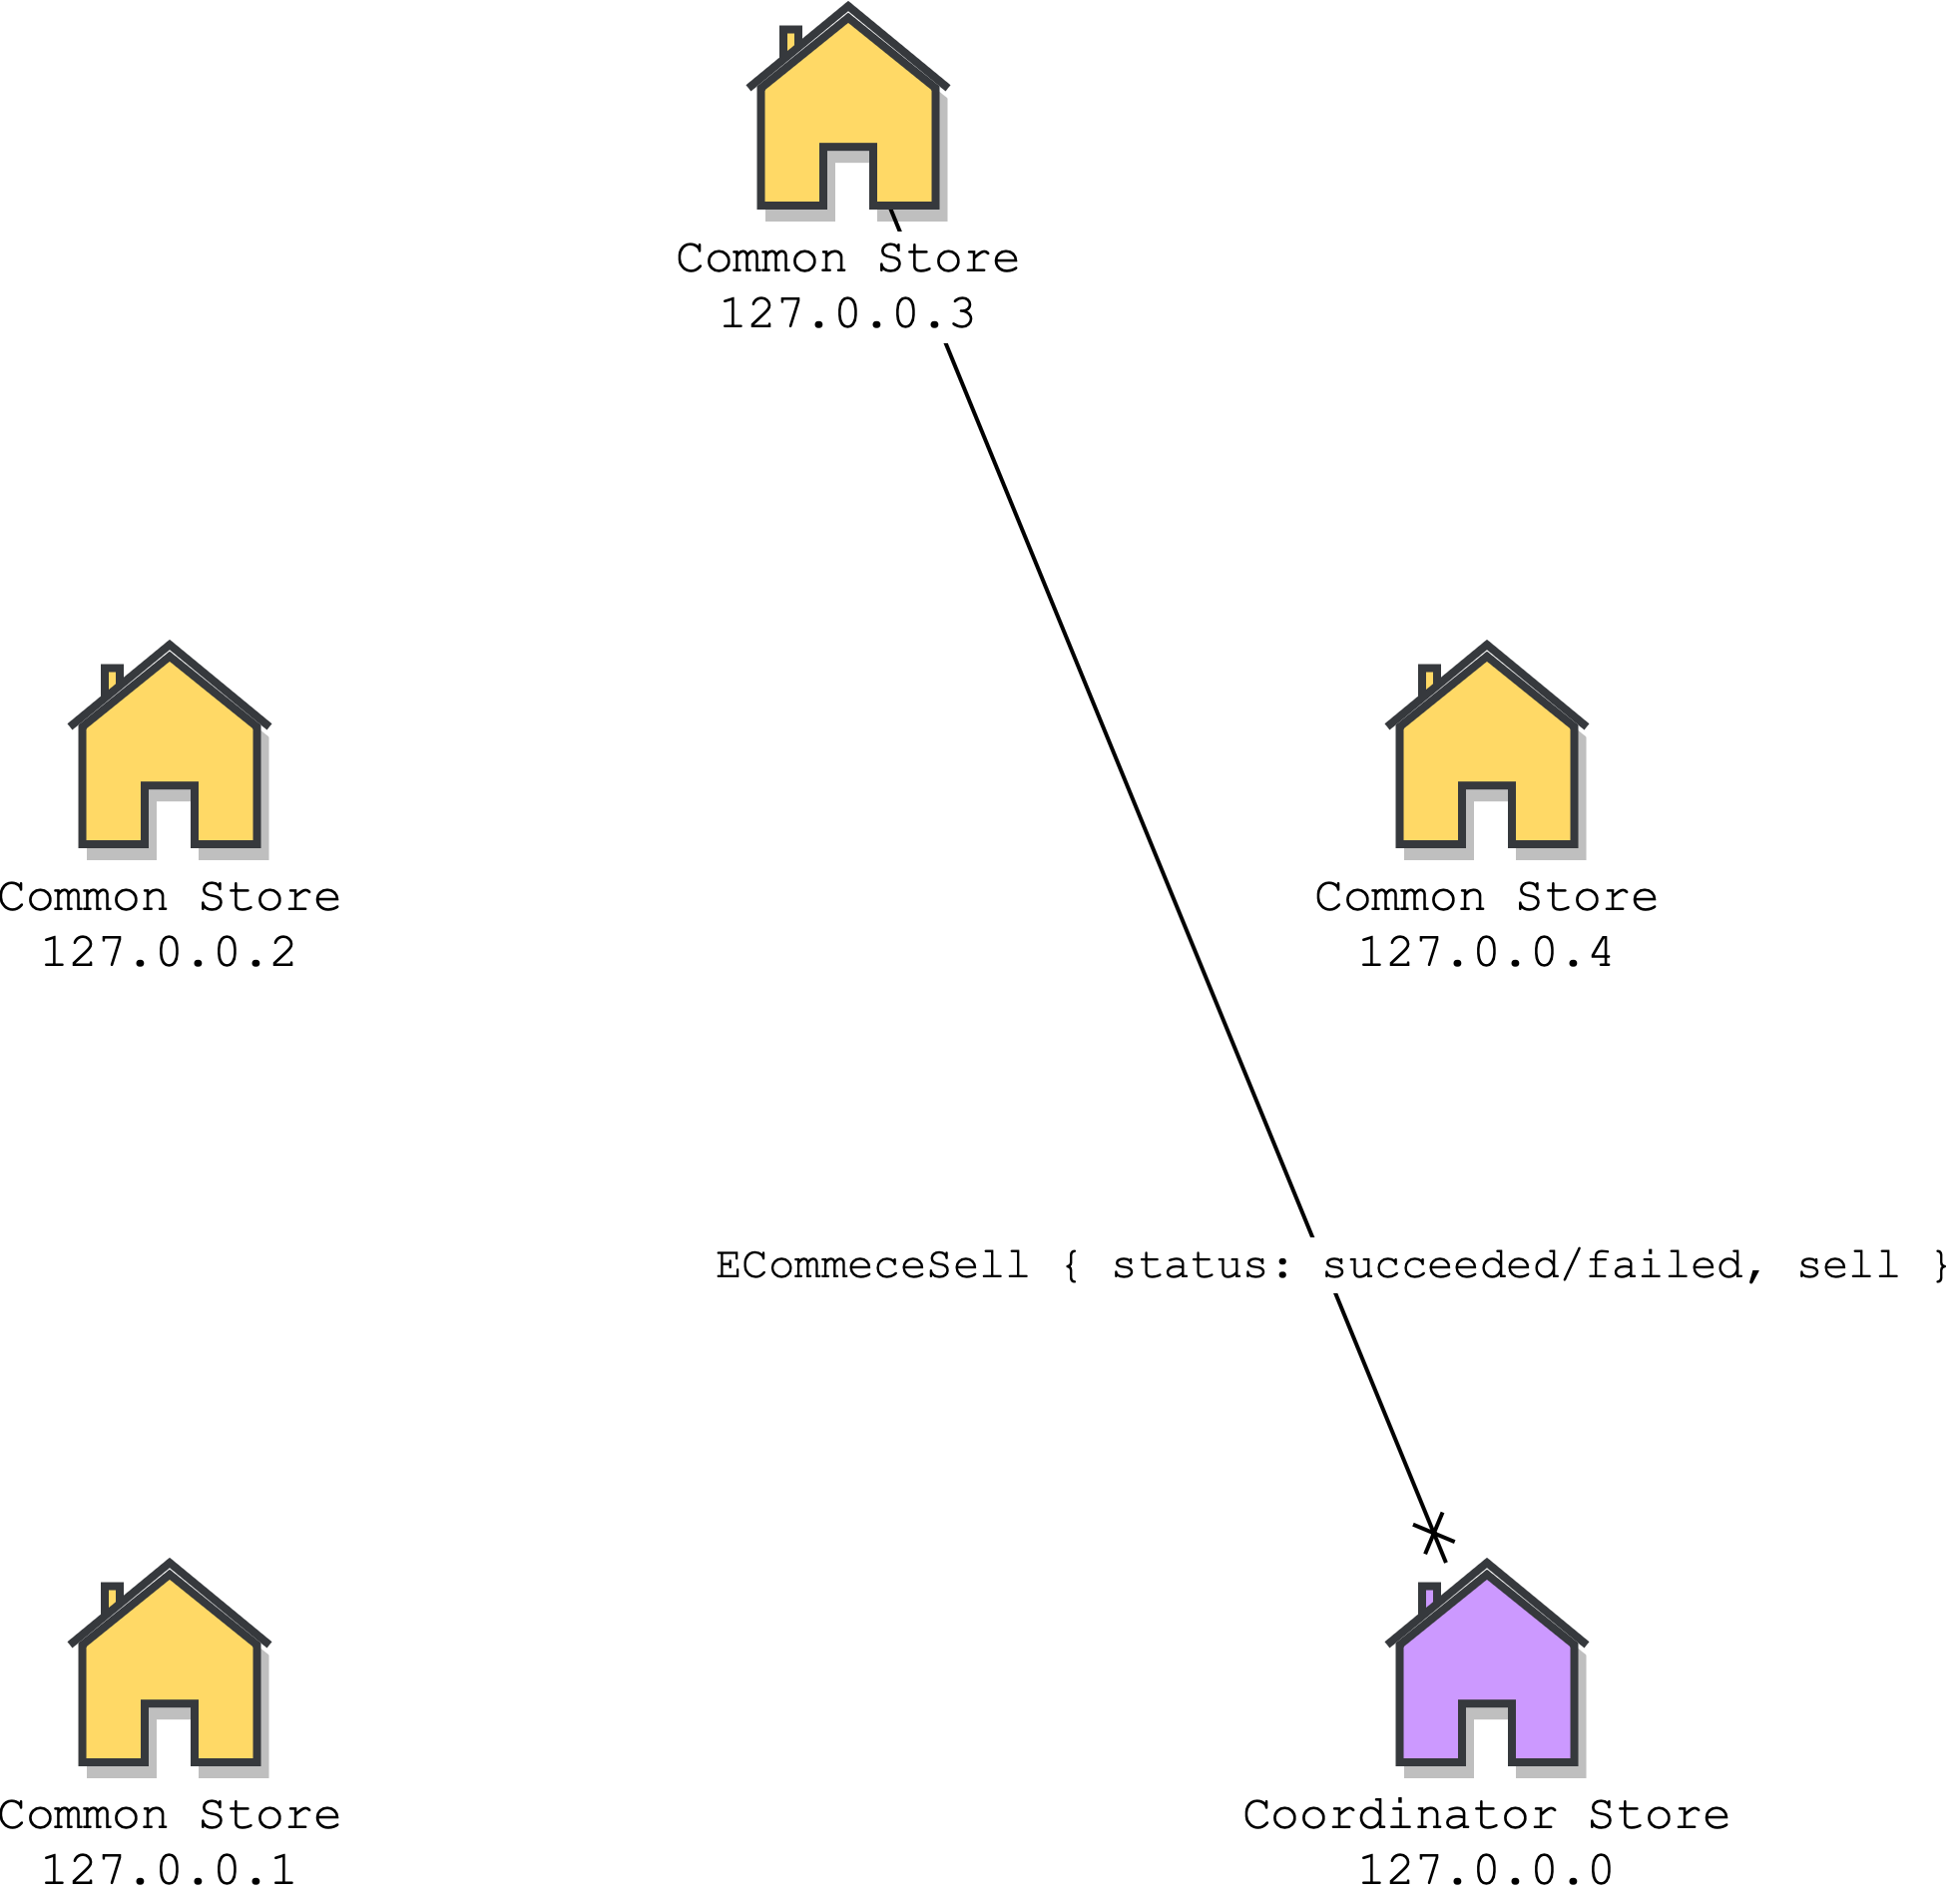 Common Store
127.0.0.3
Common Store
127.0.0.2
Common Store
127.0.0.4
ECommeceSell { status: succeeded/failed, sell }
Common Store
127.0.0.1
Coordinator Store
127.0.0.0